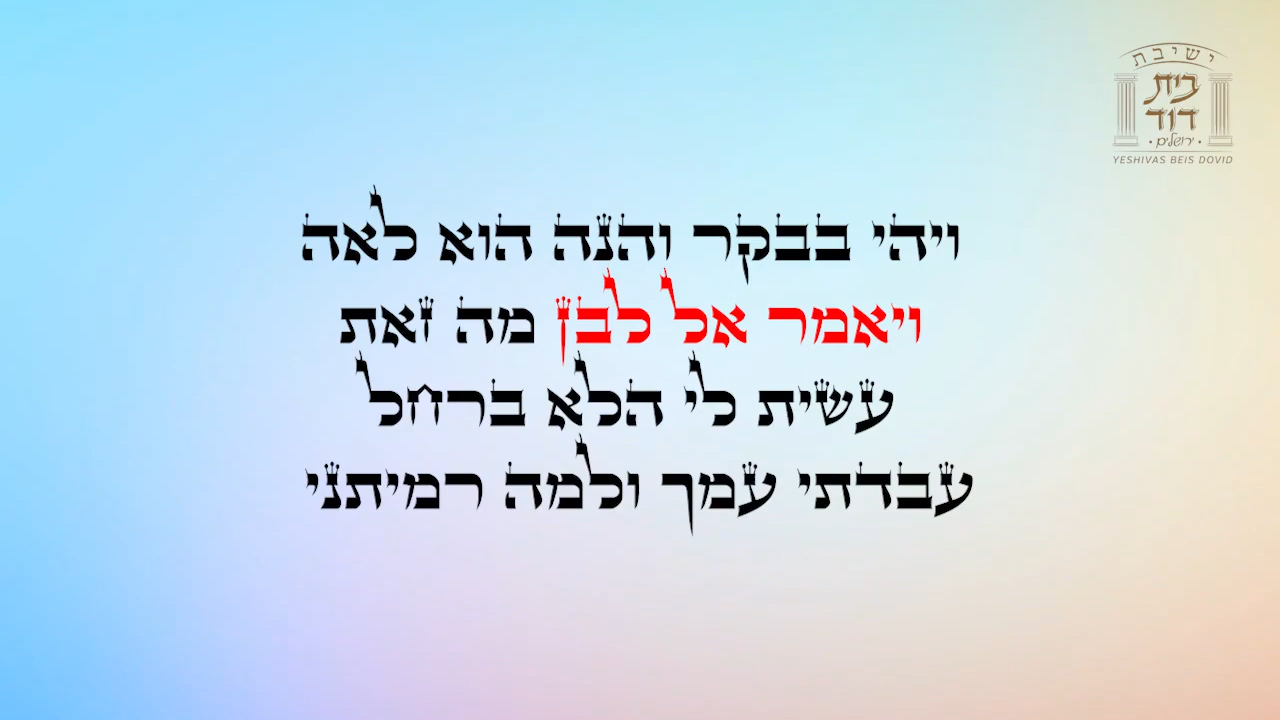 ישיבת
בית
דוד
• ירושלים •
YESHIVAS BEIS DOVID
ויהי בבקר והנה הוא לאה
ויאמר אל לבן מה זאת
עשית לי הלא ברחל
עבדתי עמך ולמה רמיתני